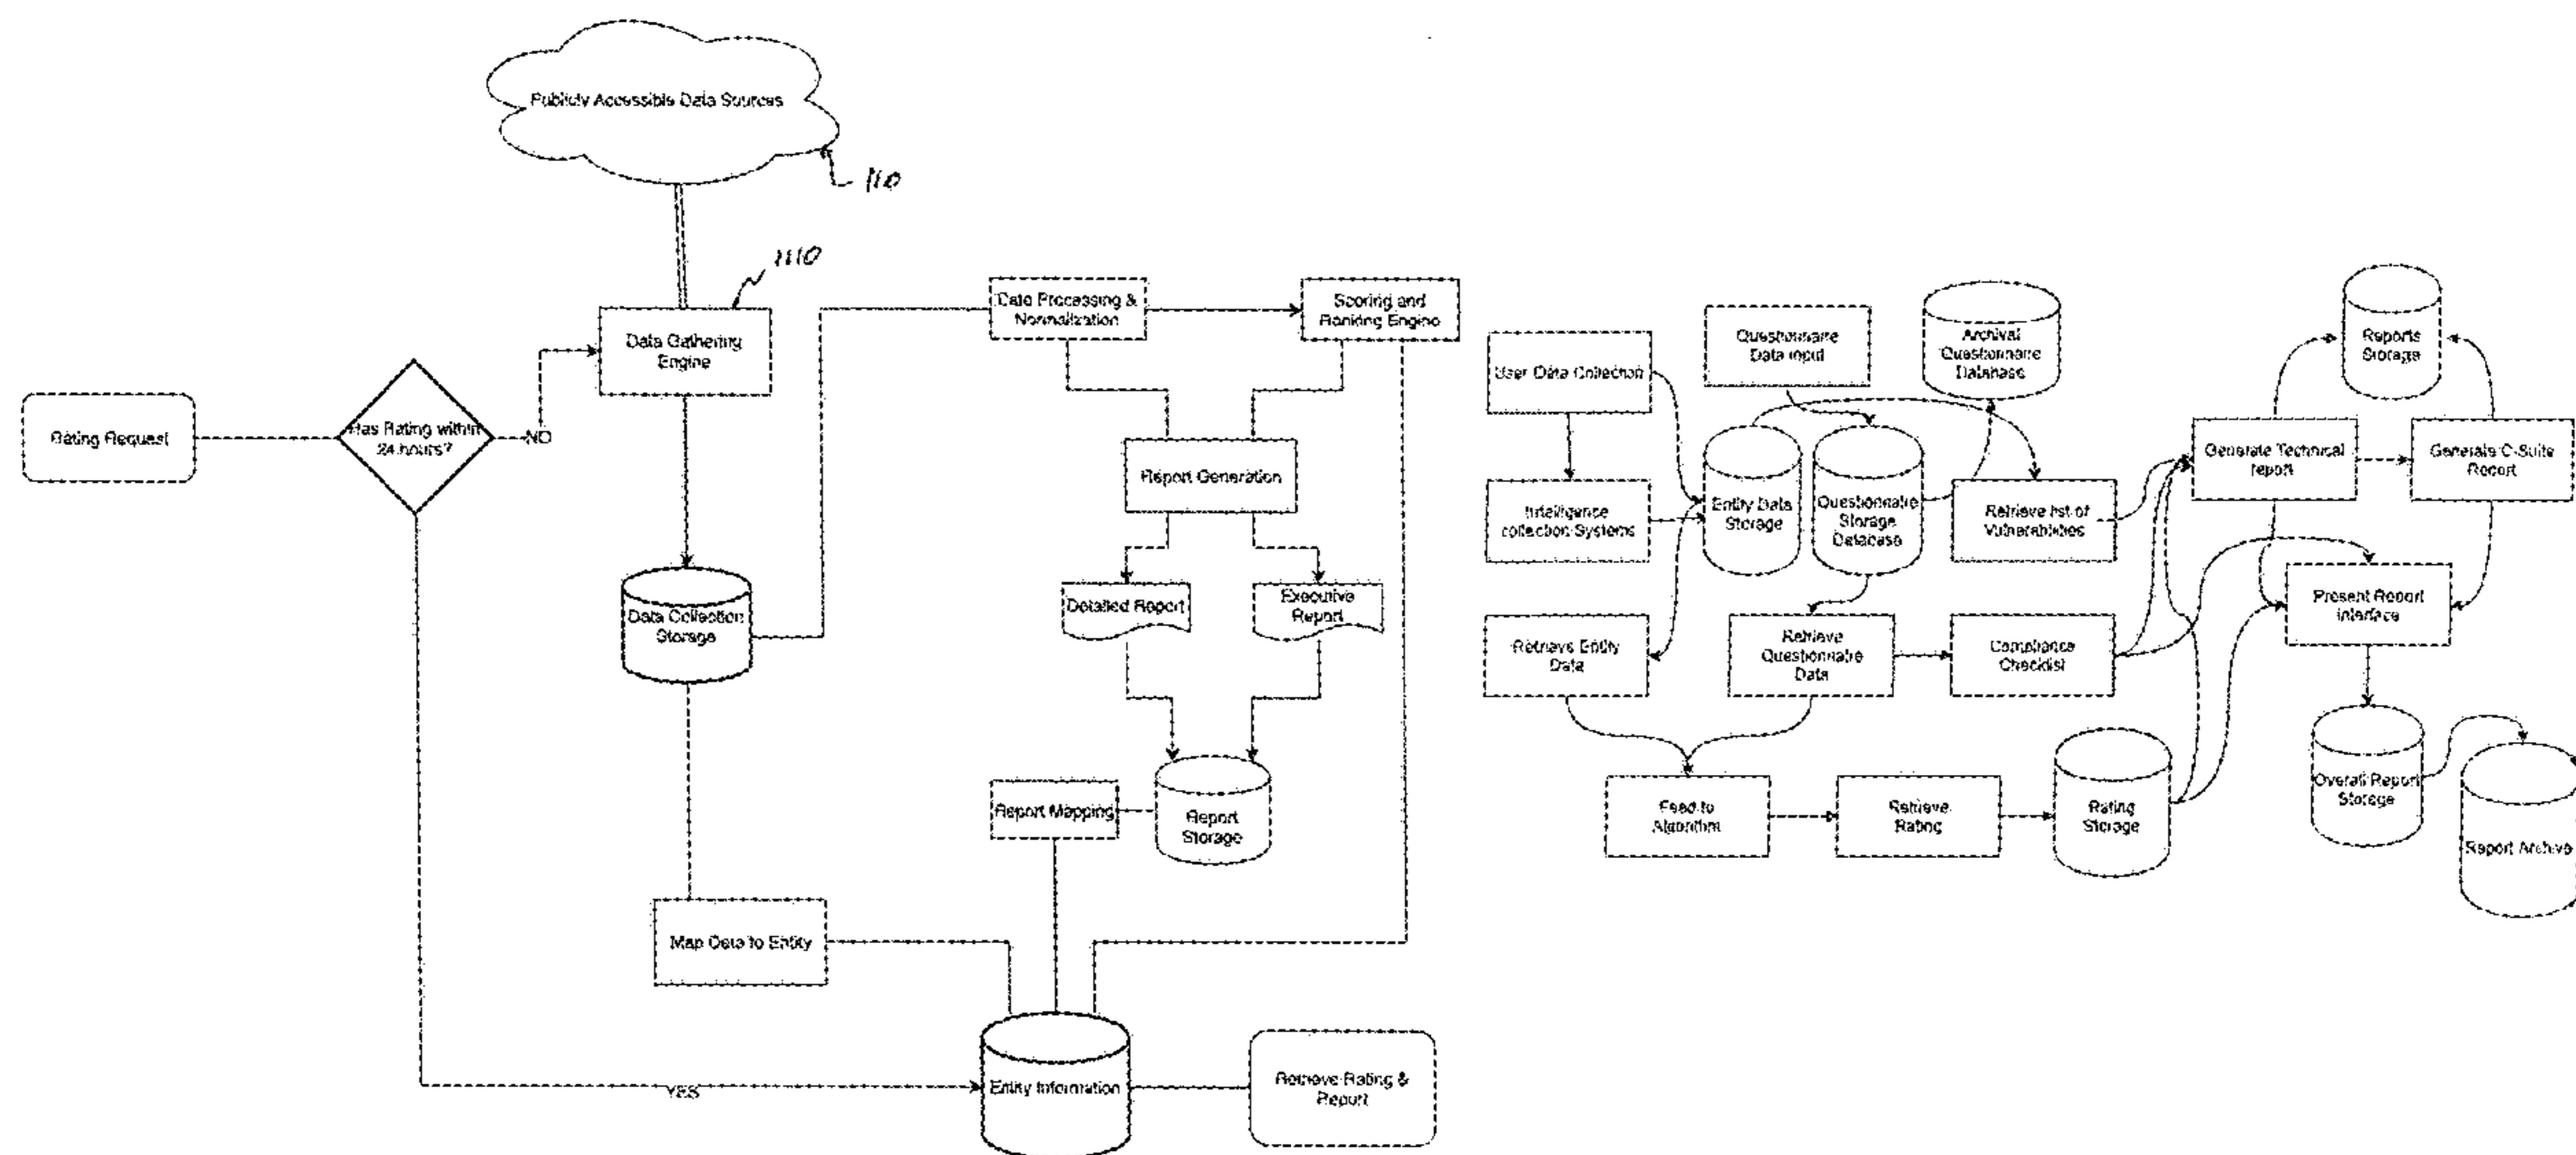 Publicly Accessible Data Sources
110
1110
Data Gathering
Engine
Rating Request
Has Rating within
24 hours?
NO
Data Collection
Storage
Map Data to Entity
YES
Data Processing &
Normalization
Scoring and
Ranking Engine
Report Generation
Detailed Report
Executive
Report
Report Mapping
Report
Storage
Entity Information
Retrieve Rating &
Report
User Data Collection
Questionnaire
Data Input
Archival
Questionnaire
Database
Reports
Storage
Intelligence
collection Systems
Entity Data
Storage
Questionnaire
Storage
Database
Retrieve list of
Vulnerabilities
Generate Technical
report
Generate C-Suite
Report
Retrieve Entity
Data
Retrieve
Questionnaire
Data
Compliance
Checklist
Present Report
Interface
Feed to
Algorithm
Retrieve
Rating
Rating
Storage
Overall Report
Storage
Report Archive